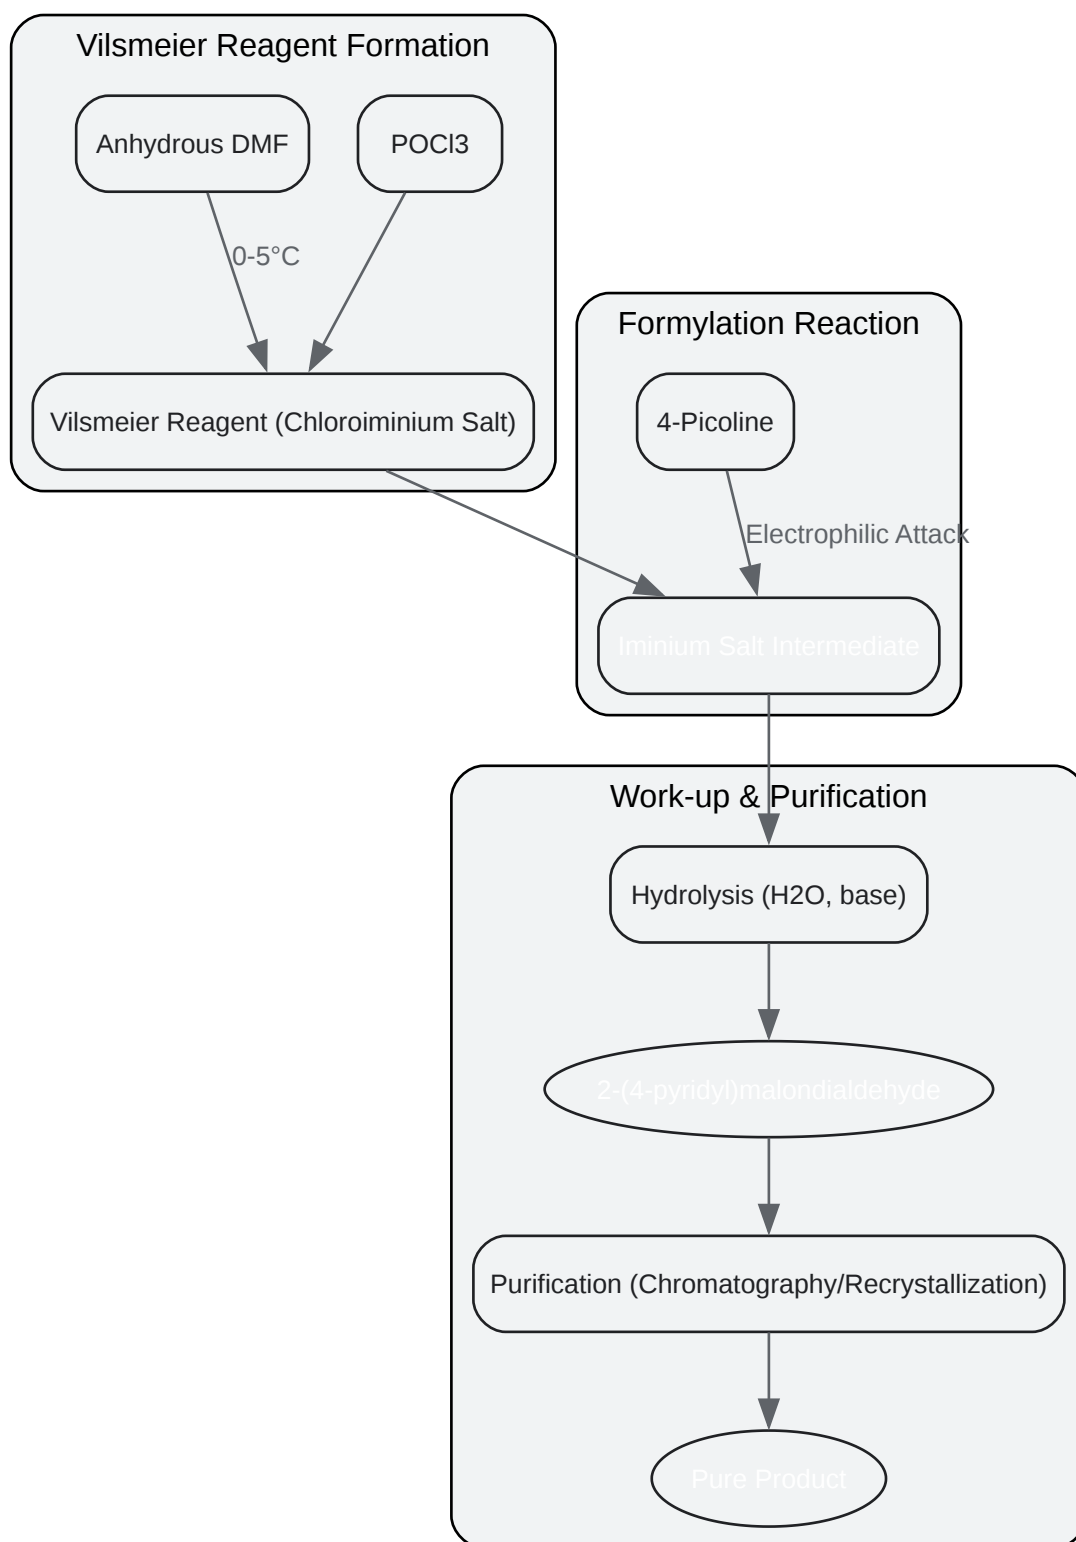 Vilsmeier Reagent Formation
Anhydrous DMF
POCl3
0-5°C
Vilsmeier Reagent (Chloroiminium Salt)
Formylation Reaction
4-Picoline
Electrophilic Attack
Iminium Salt Intermediate
Work-up & Purification
Hydrolysis (H2O, base)
2-(4-pyridyl)malondialdehyde
Purification (Chromatography/Recrystallization)
Pure Product